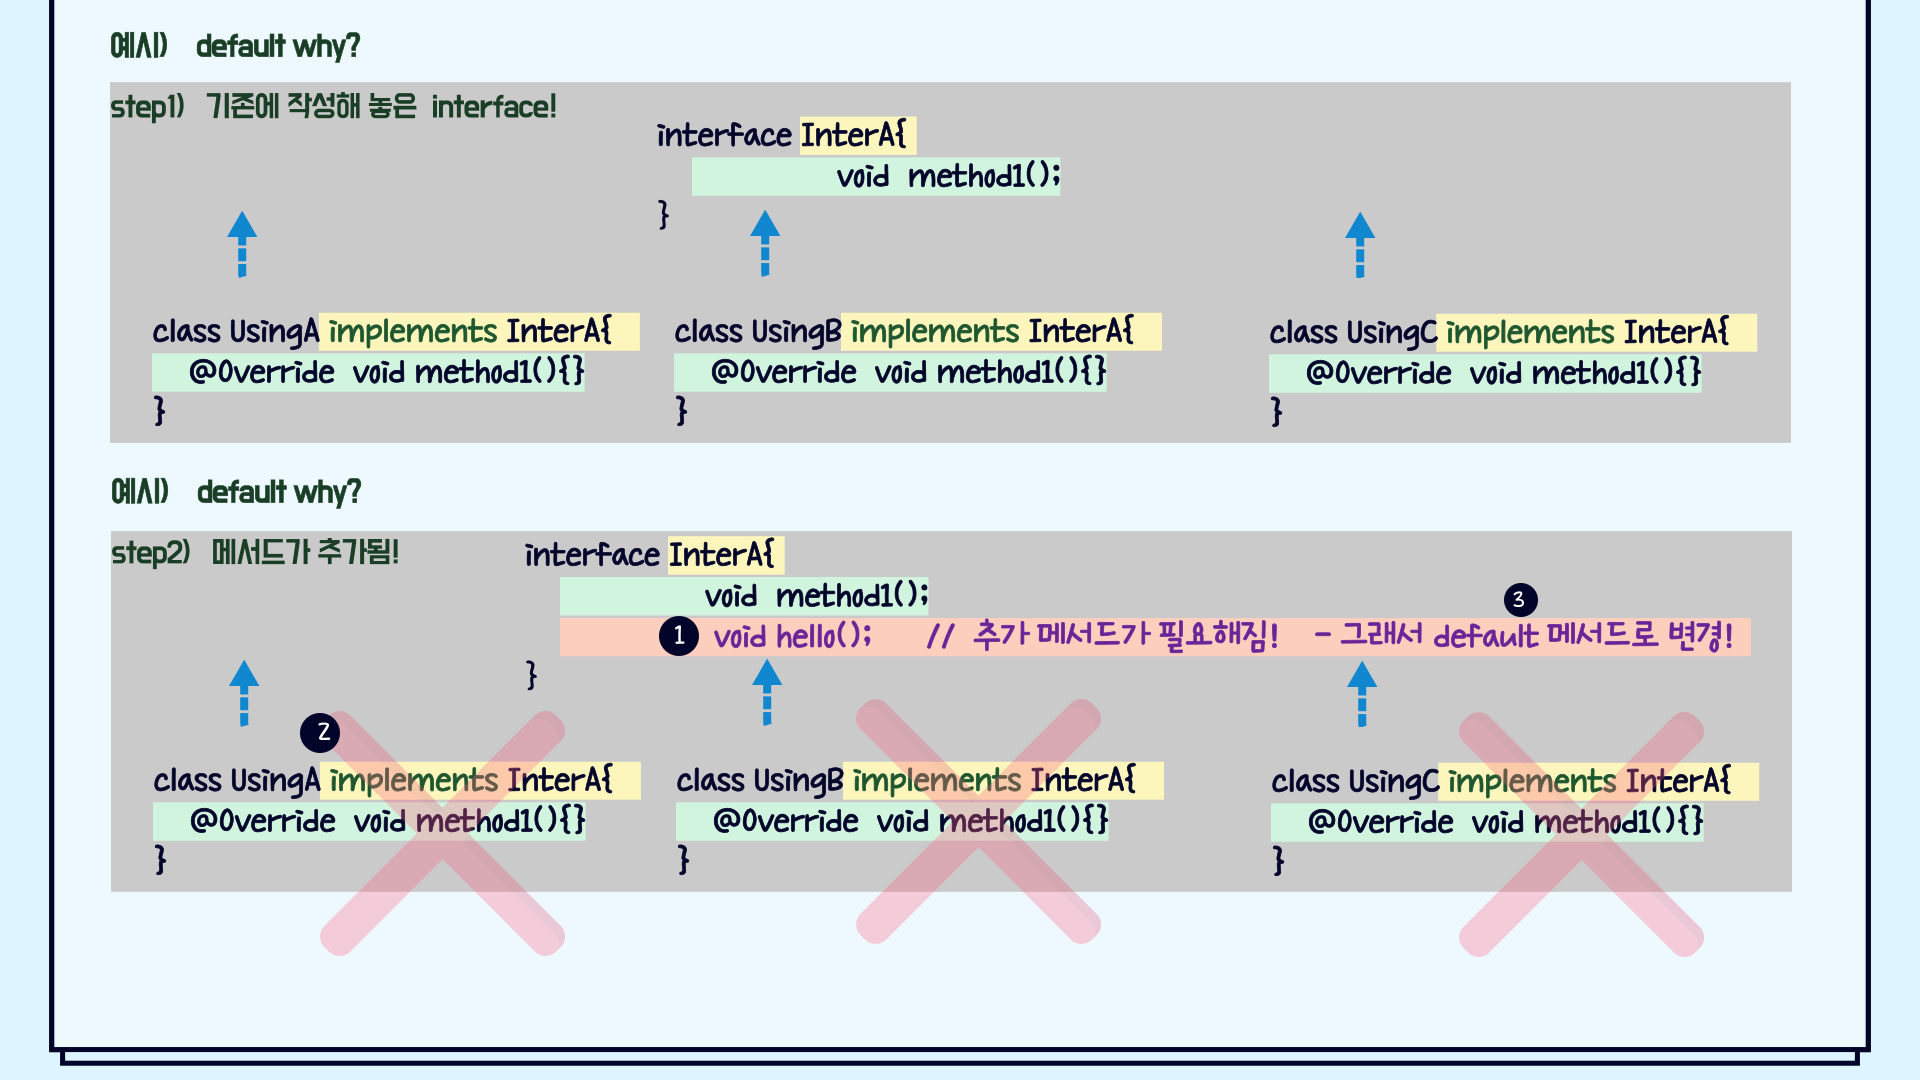 예시) default why?
step1) 기존에 작성해 놓은 interface!
interface InterA{
void method1();
}
class UsingA implements InterA{
@Override void method1(){}
}
class UsingB implements InterA{
@Override void method1(){}
}
class UsingC implements InterA{
@Override void method1(){}
}
예시) default why?
step2) 메서드가 추가됨!
interface InterA{
void method1();
3
1 void hello(); // 추가 메서드가 필요해짐! - 그래서 default 메서드로 변경!
}
2
class UsingA implements InterA{
@Override void method1(){}
}
class UsingB implements InterA{
@Override void method1(){}
}
class UsingC implements InterA{
@Override void method1(){}
}